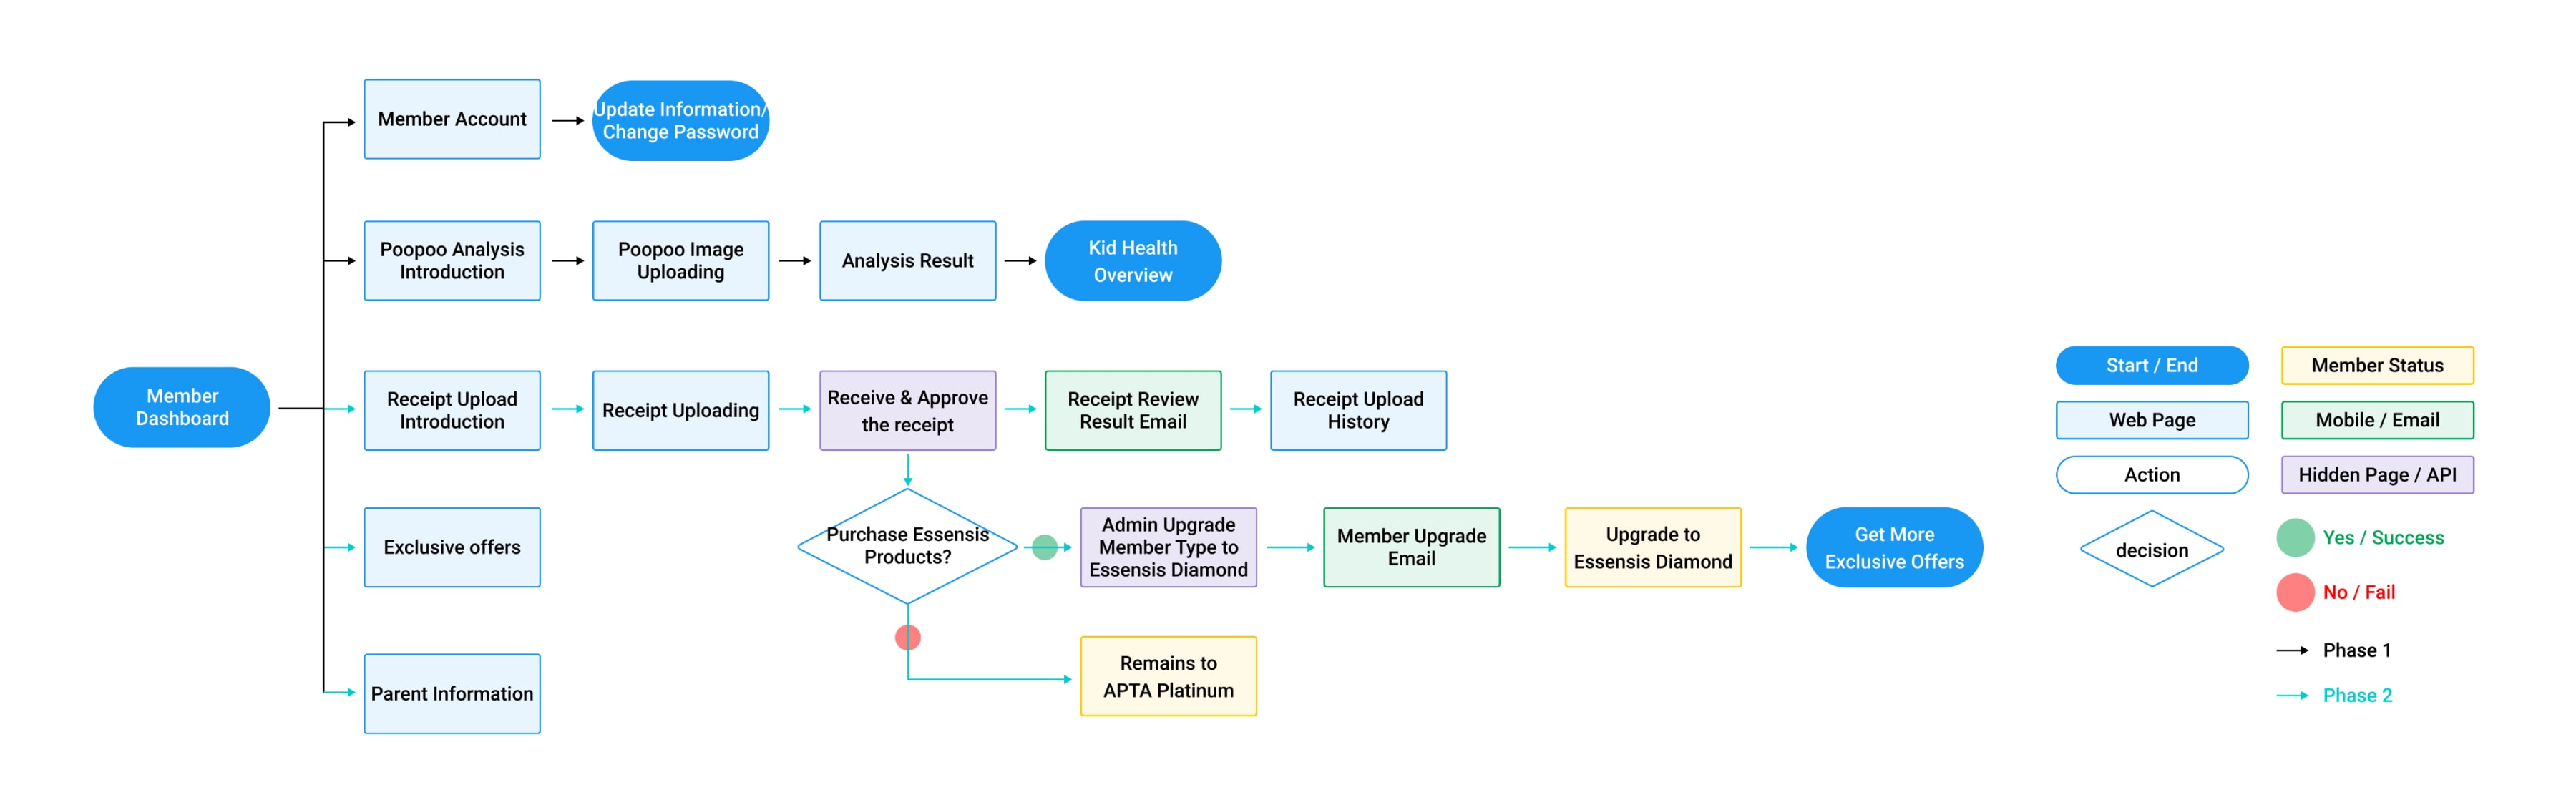 Member Account
Update Information/
Change Password
Poopoo Analysis
Introduction
Poopoo Image
Uploading
Analysis Result
Kid Health
Overview
Member
Dashboard
Receipt Upload
Introduction
Receipt Uploading
Receive & Approve
the receipt
Receipt Review
Result Email
Receipt Upload
History
Exclusive offers
Purchase Essensis
Products?
Admin Upgrade
Member Type to
Essensis Diamond
Member Upgrade
Email
Upgrade to
Essensis Diamond
Get More
Exclusive Offers
Parent Information
Remains to
APTA Platinum
Start / End
Member Status
Web Page
Mobile / Email
Action
Hidden Page / API
decision
Yes / Success
No / Fail
Phase 1
Phase 2